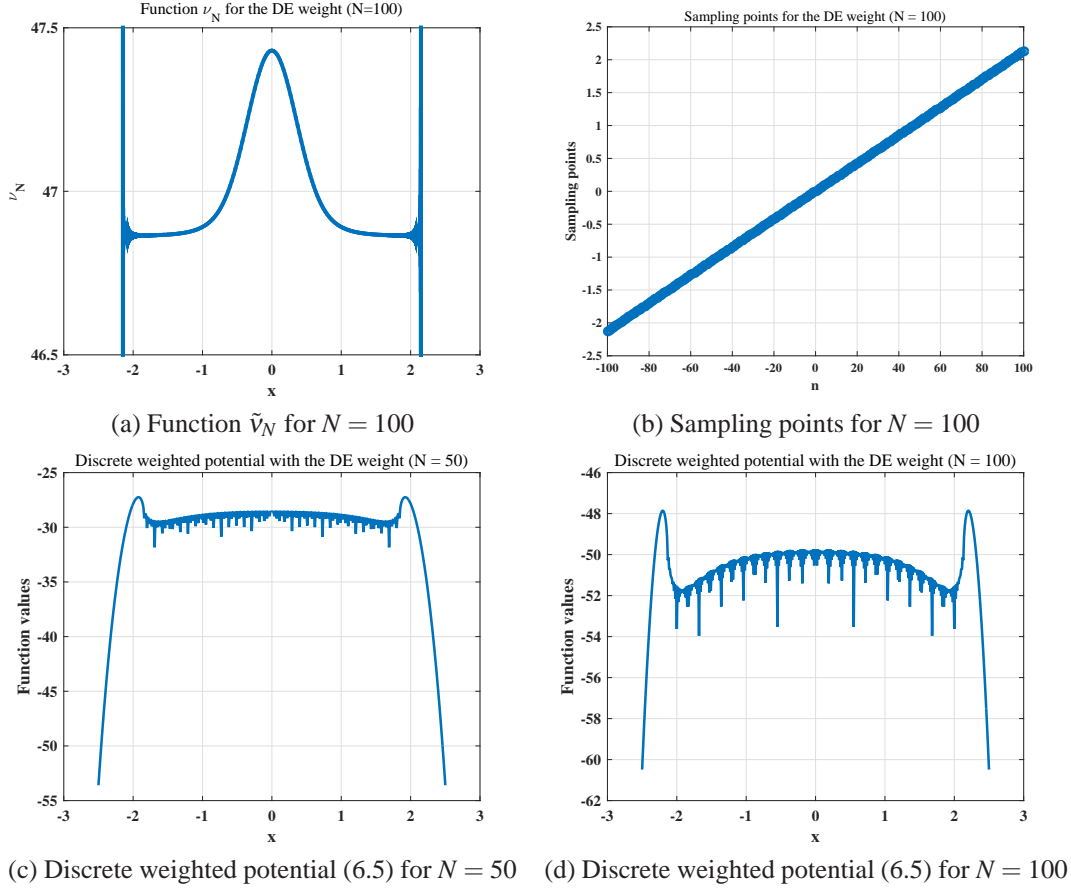 Function ν_N for the DE weight (N=100)
47.5
47
46.5
ν_N
-3 -2 -1 0 1 2 3
x
(a) Function ṽ_N for N = 100
Sampling points for the DE weight (N = 100)
2.5
2
1.5
1
0.5
0
-0.5
-1
-1.5
-2
-2.5
Sampling points
-100 -80 -60 -40 -20 0 20 40 60 80 100
n
(b) Sampling points for N = 100
Discrete weighted potential with the DE weight (N = 50)
-25
-30
-35
-40
-45
-50
-55
Function values
-3 -2 -1 0 1 2 3
x
(c) Discrete weighted potential (6.5) for N = 50
Discrete weighted potential with the DE weight (N = 100)
-46
-48
-50
-52
-54
-56
-58
-60
-62
Function values
-3 -2 -1 0 1 2 3
x
(d) Discrete weighted potential (6.5) for N = 100